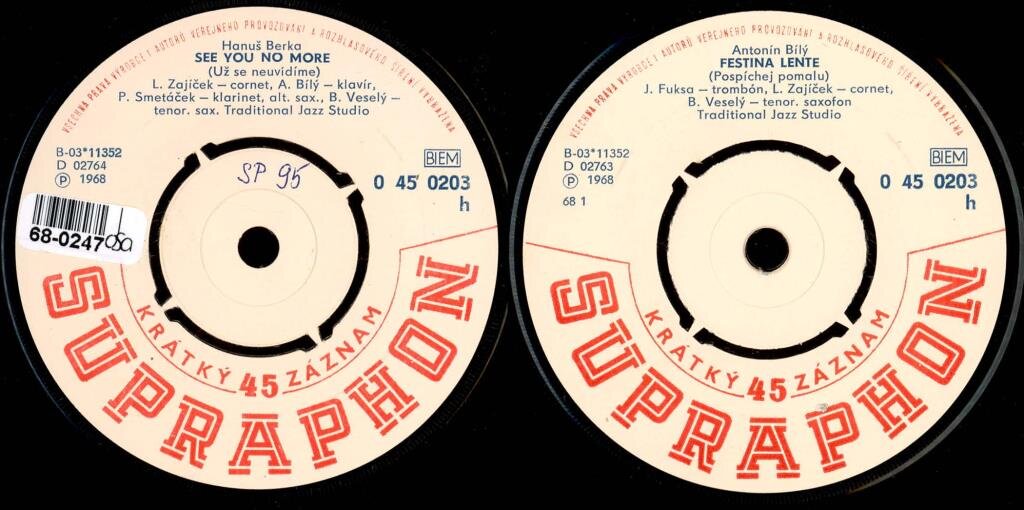 VŠECHNA PRÁVA VÝROBCE I AUTORŮ VEŘEJNÉHO PROVOZOVÁNÍ A ROZHLASOVÉHO ŠÍŘENÍ VYHRAZENA
Hanuš Berka
SEE YOU NO MORE
(Už se neuvidíme)
L. Zajíček – cornet, A. Bílý – klavír,
P. Smetáček – klarinet, alt. sax., B. Veselý –
tenor. sax. Traditional Jazz Studio
B-03*11352
D 02764
Ⓟ 1968
SP 95
BIEM
0 45 0203
h
68-0247 OSA
KRÁTKÝ 45 ZÁZNAM
SUPRAPHON
VŠECHNA PRÁVA VÝROBCE I AUTORŮ VEŘEJNÉHO PROVOZOVÁNÍ A ROZHLASOVÉHO ŠÍŘENÍ VYHRAZENA
Antonín Bílý
FESTINA LENTE
(Pospíchej pomalu)
J. Fuksa – trombón, L. Zajíček – cornet,
B. Veselý – tenor. saxofon
Traditional Jazz Studio
B-03*11352
D 02763
Ⓟ 1968
68 1
BIEM
0 45 0203
h
KRÁTKÝ 45 ZÁZNAM
SUPRAPHON